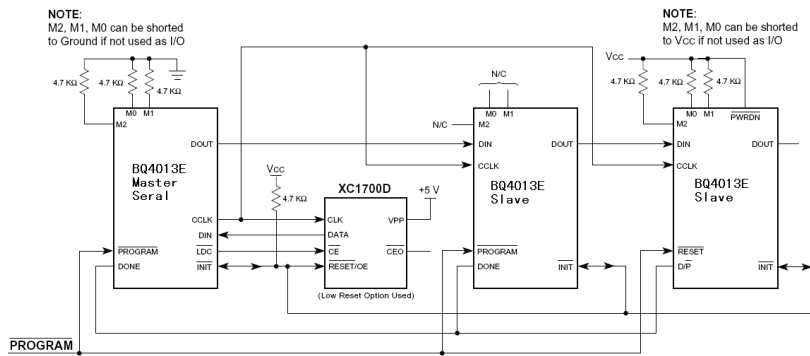 NOTE:
M2, M1, M0 can be shorted
to Ground if not used as I/O
NOTE:
M2, M1, M0 can be shorted
to Vcc if not used as I/O
N/C
VCC
4.7 KΩ
4.7 KΩ
4.7 KΩ
4.7 KΩ
4.7 KΩ
4.7 KΩ
M0 M1
M2
M0 M1
N/C
M2
M0 M1
PWRDN
M2
DOUT
DIN
DOUT
DIN
DOUT
BQ4013E
Master
Seral
CCLK
BQ4013E
Slave
CCLK
BQ4013E
Slave
VCC
4.7 KΩ
XC1700D
+5 V
CCLK
DIN
PROGRAM
LDC
DONE
INIT
CLK
VPP
DATA
CE
CEO
RESET/OE
(Low Reset Option Used)
PROGRAM
DONE
INIT
RESET
D/P
INIT
PROGRAM